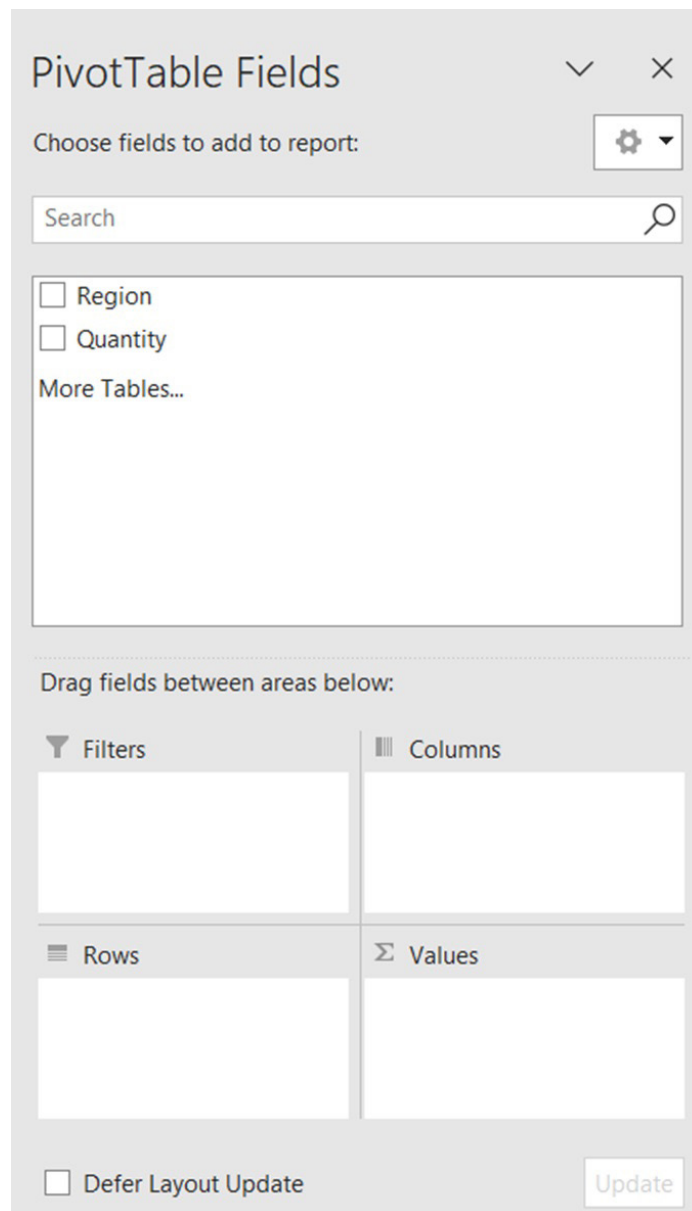 PivotTable Fields
Choose fields to add to report:
Search
Region
Quantity
More Tables...
Drag fields between areas below:
Filters
Columns
Rows
Σ Values
Defer Layout Update
Update